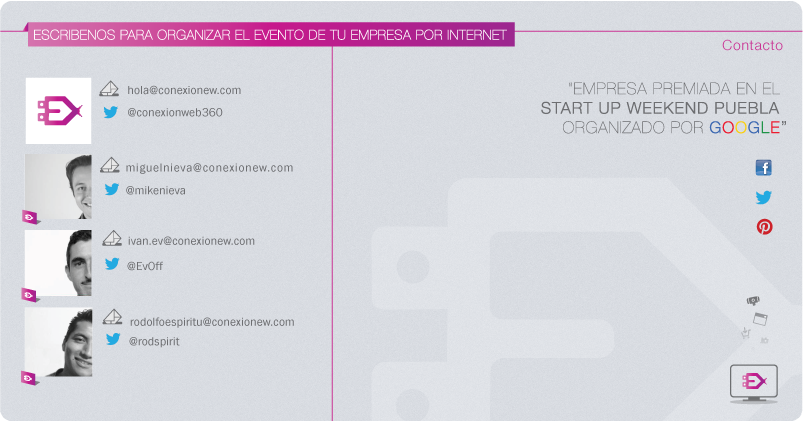 ESCRIBENOS PARA ORGANIZAR EL EVENTO DE TU EMPRESA POR INTERNET
Contacto
hola@conexionew.com
@conexionweb360
miguelnieva@conexionew.com
@mikenieva
ivan.ev@conexionew.com
@EvOff
rodolfoespiritu@conexionew.com
@rodspirit
"EMPRESA PREMIADA EN EL
START UP WEEKEND PUEBLA
ORGANIZADO POR GOOGLE”